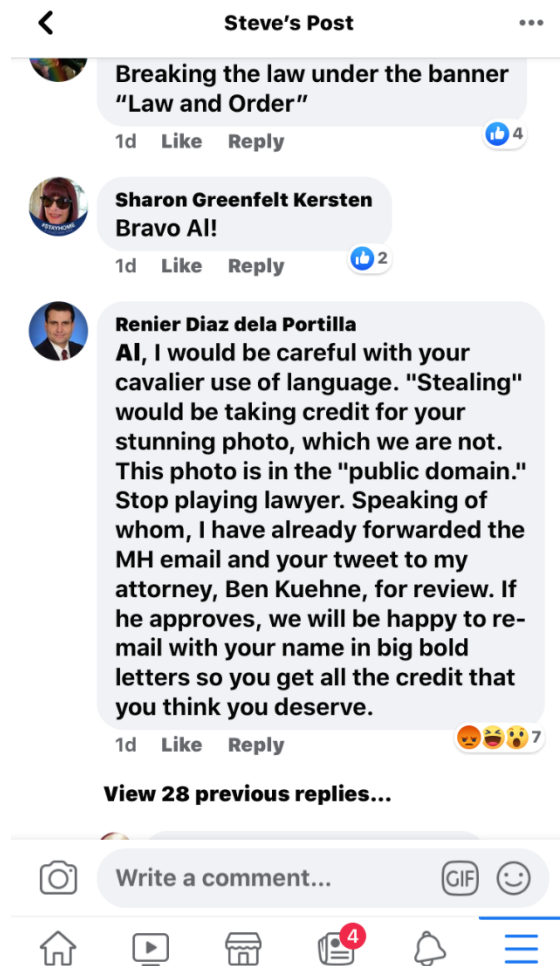 Steve's Post
Breaking the law under the banner
“Law and Order”
1d Like Reply
4
#STAYHOME
Sharon Greenfelt Kersten
Bravo Al!
1d Like Reply
2
Renier Diaz dela Portilla
Al, I would be careful with your
cavalier use of language. "Stealing"
would be taking credit for your
stunning photo, which we are not.
This photo is in the "public domain."
Stop playing lawyer. Speaking of
whom, I have already forwarded the
MH email and your tweet to my
attorney, Ben Kuehne, for review. If
he approves, we will be happy to re-
mail with your name in big bold
letters so you get all the credit that
you think you deserve.
1d Like Reply
7
View 28 previous replies...
Write a comment...
GIF
4